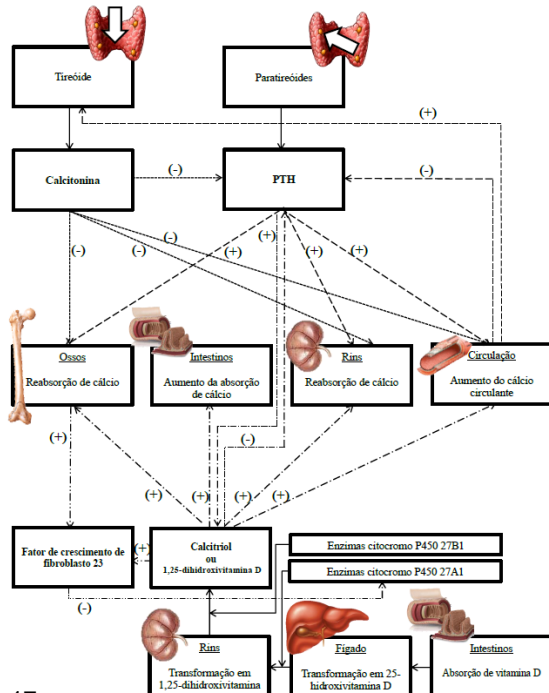 Tireóide
Paratireóides
(+)
Calcitonina
(-)
PTH
(-)
(-)
(+)
(-)
(+)
(-)
(+)
(+)
Ossos
Reabsorção de cálcio
Intestinos
Aumento da absorção
de cálcio
Rins
Reabsorção de cálcio
Circulação
Aumento do cálcio
circulante
(+)
(-)
(+)
(+)
(+)
(+)
Fator de crescimento de
fibroblasto 23
(+)
Calcitriol
ou
1,25-dihidroxivitamina D
Enzimas citocromo P450 27B1
Enzimas citocromo P450 27A1
(-)
Rins
Transformação em
1,25-dihidroxivitamina
Fígado
Transformação em 25-
hidroxivitamina D
Intestinos
Absorção de vitamina D